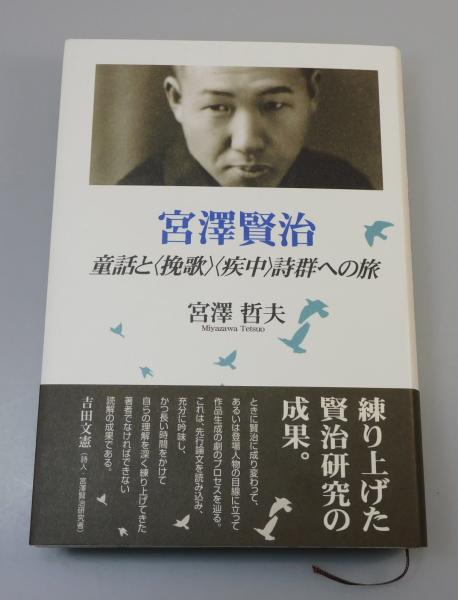 宮澤賢治
童話と〈挽歌〉〈疾中〉詩群への旅
宮澤 哲夫
Miyazawa Tetsuo
練り上げた
賢治研究の
成果。
ときに賢治に成り変わって、
あるいは登場人物の目線に立って
作品生成の劇のプロセスを辿る。
これは、先行論文を読み込み、
充分に吟味し、
かつ長い時間をかけて
自らの理解を深く練り上げてきた
著者でなければできない
読解の成果である。
吉田文憲（詩人・宮澤賢治研究者）